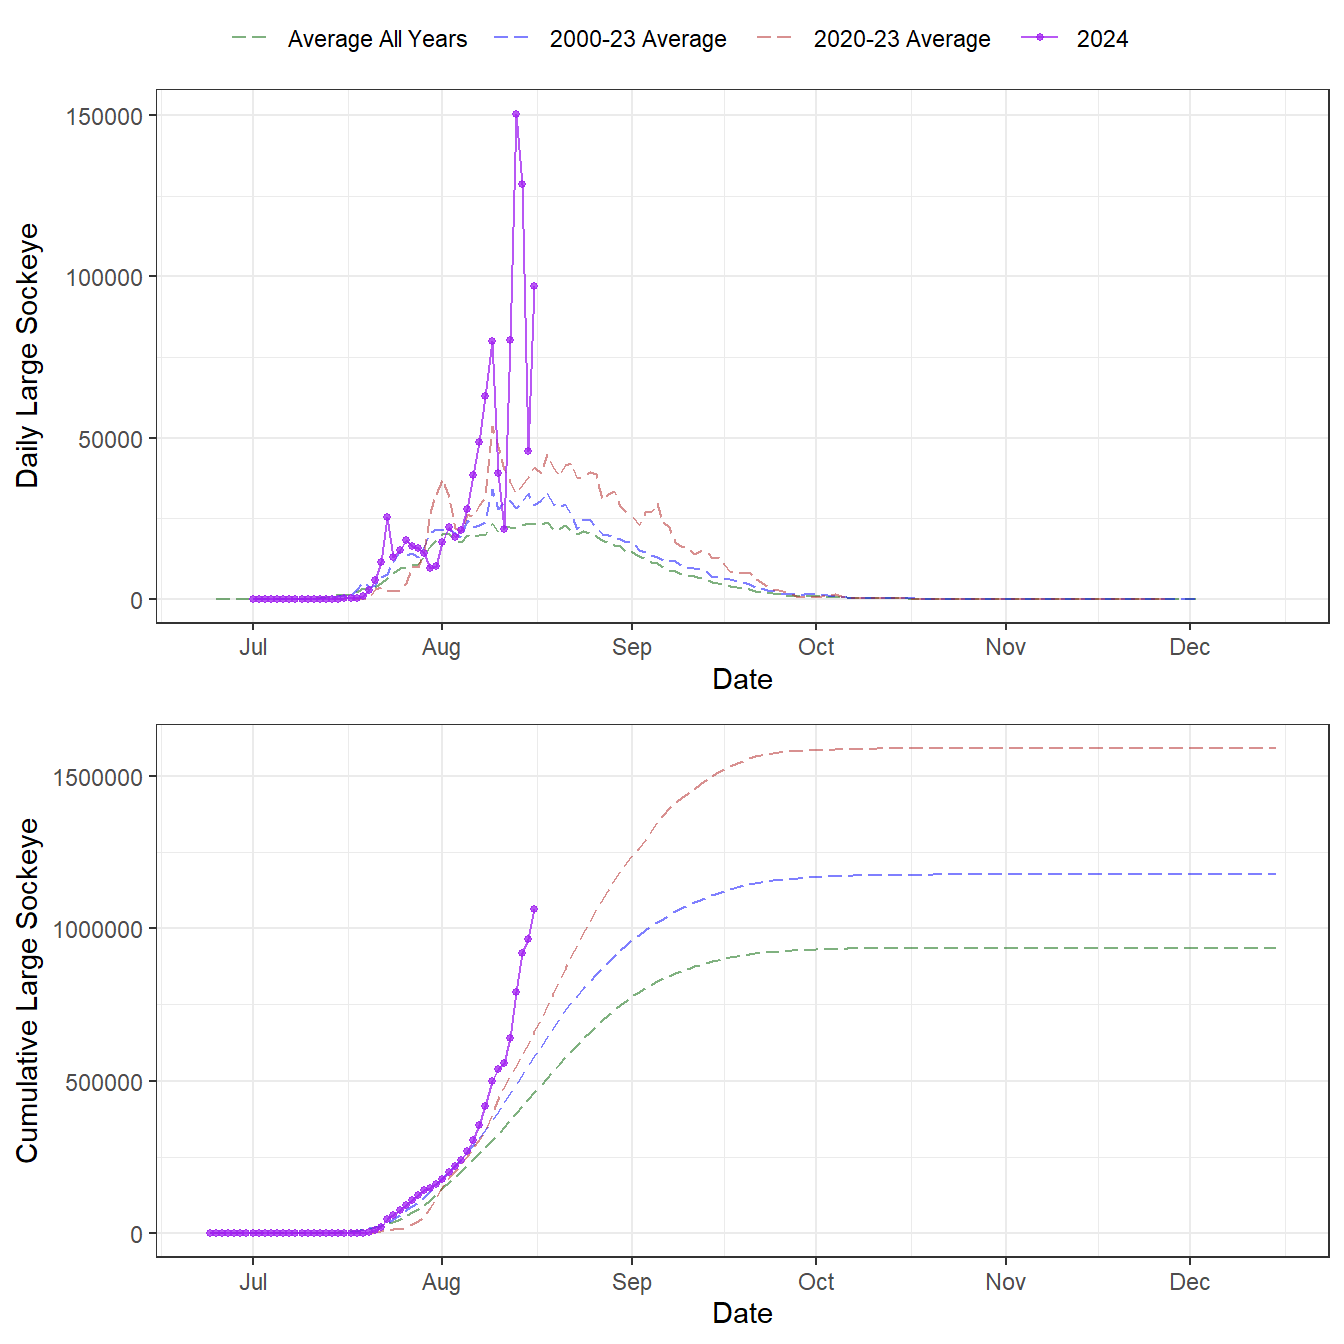 Average All Years 2000-23 Average 2020-23 Average 2024
Daily Large Sockeye
150000
100000
50000
0
Jul Aug Sep Oct Nov Dec
Date
Cumulative Large Sockeye
1500000
1000000
500000
0
Jul Aug Sep Oct Nov Dec
Date